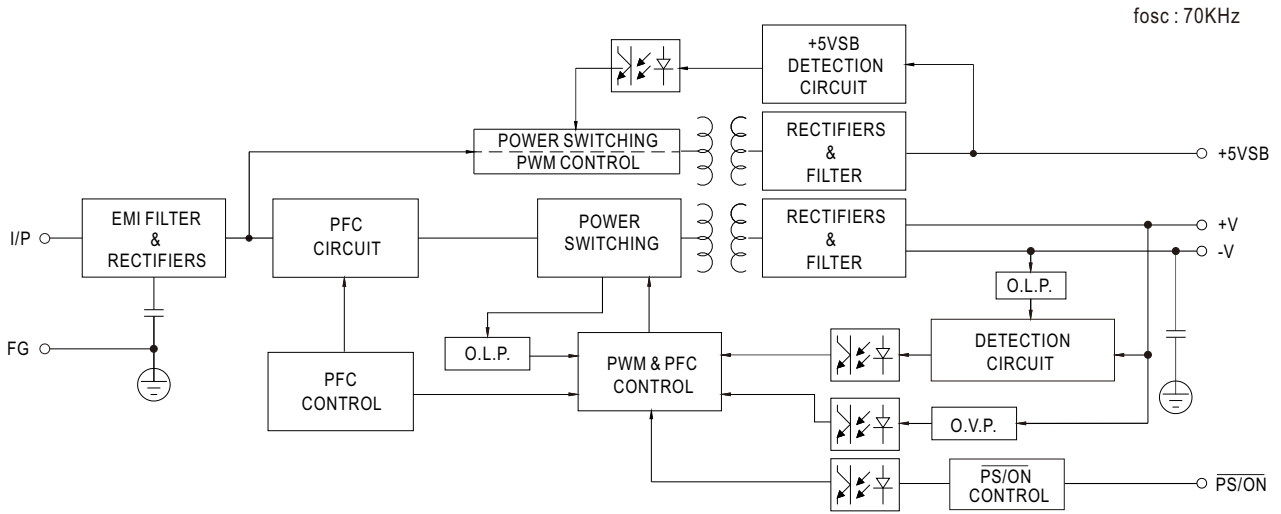 fosc : 70KHz
+5VSB
DETECTION
CIRCUIT
POWER SWITCHING
PWM CONTROL
RECTIFIERS
&
FILTER
+5VSB
I/P
EMI FILTER
&
RECTIFIERS
PFC
CIRCUIT
POWER
SWITCHING
RECTIFIERS
&
FILTER
+V
-V
O.L.P.
FG
O.L.P.
PFC
CONTROL
PWM & PFC
CONTROL
DETECTION
CIRCUIT
O.V.P.
PS/ON
CONTROL
PS/ON